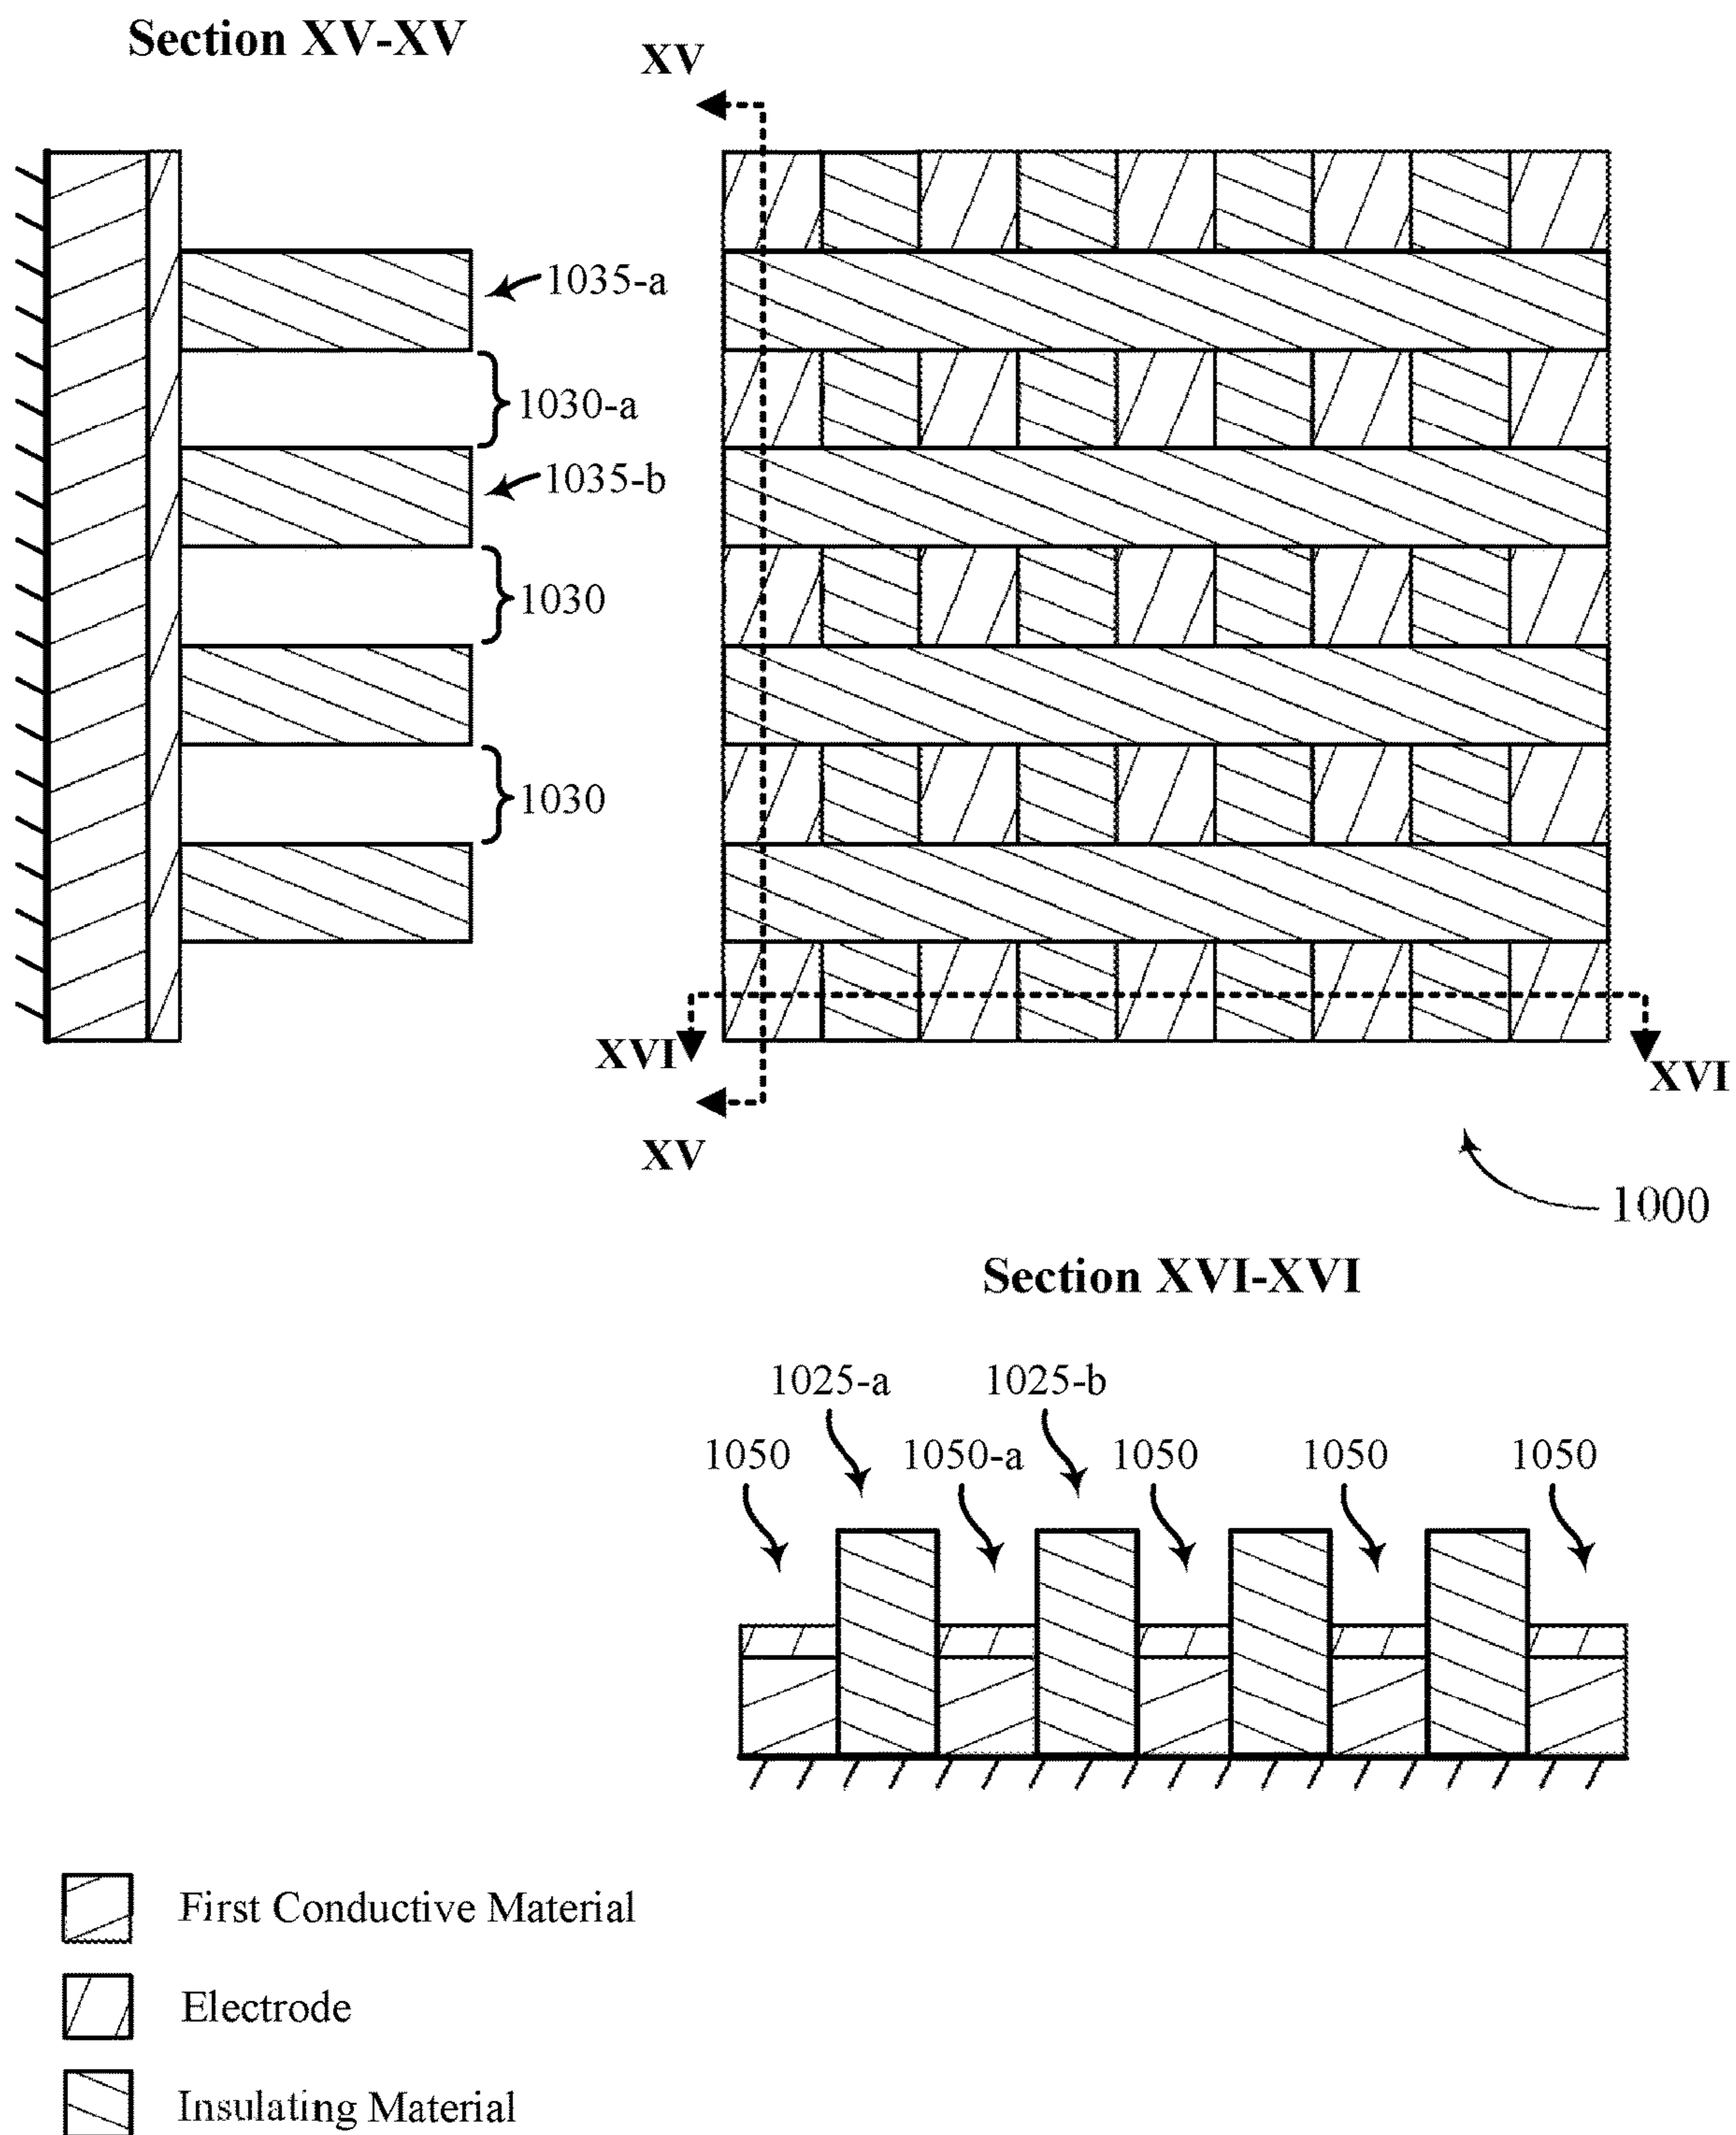 Section XV-XV
XV
1035-a
1030-a
1035-b
1030
1030
XVI
XVI
XV
1000
Section XVI-XVI
1025-a
1025-b
1050
1050-a
1050
1050
1050
First Conductive Material
Electrode
Insulating Material